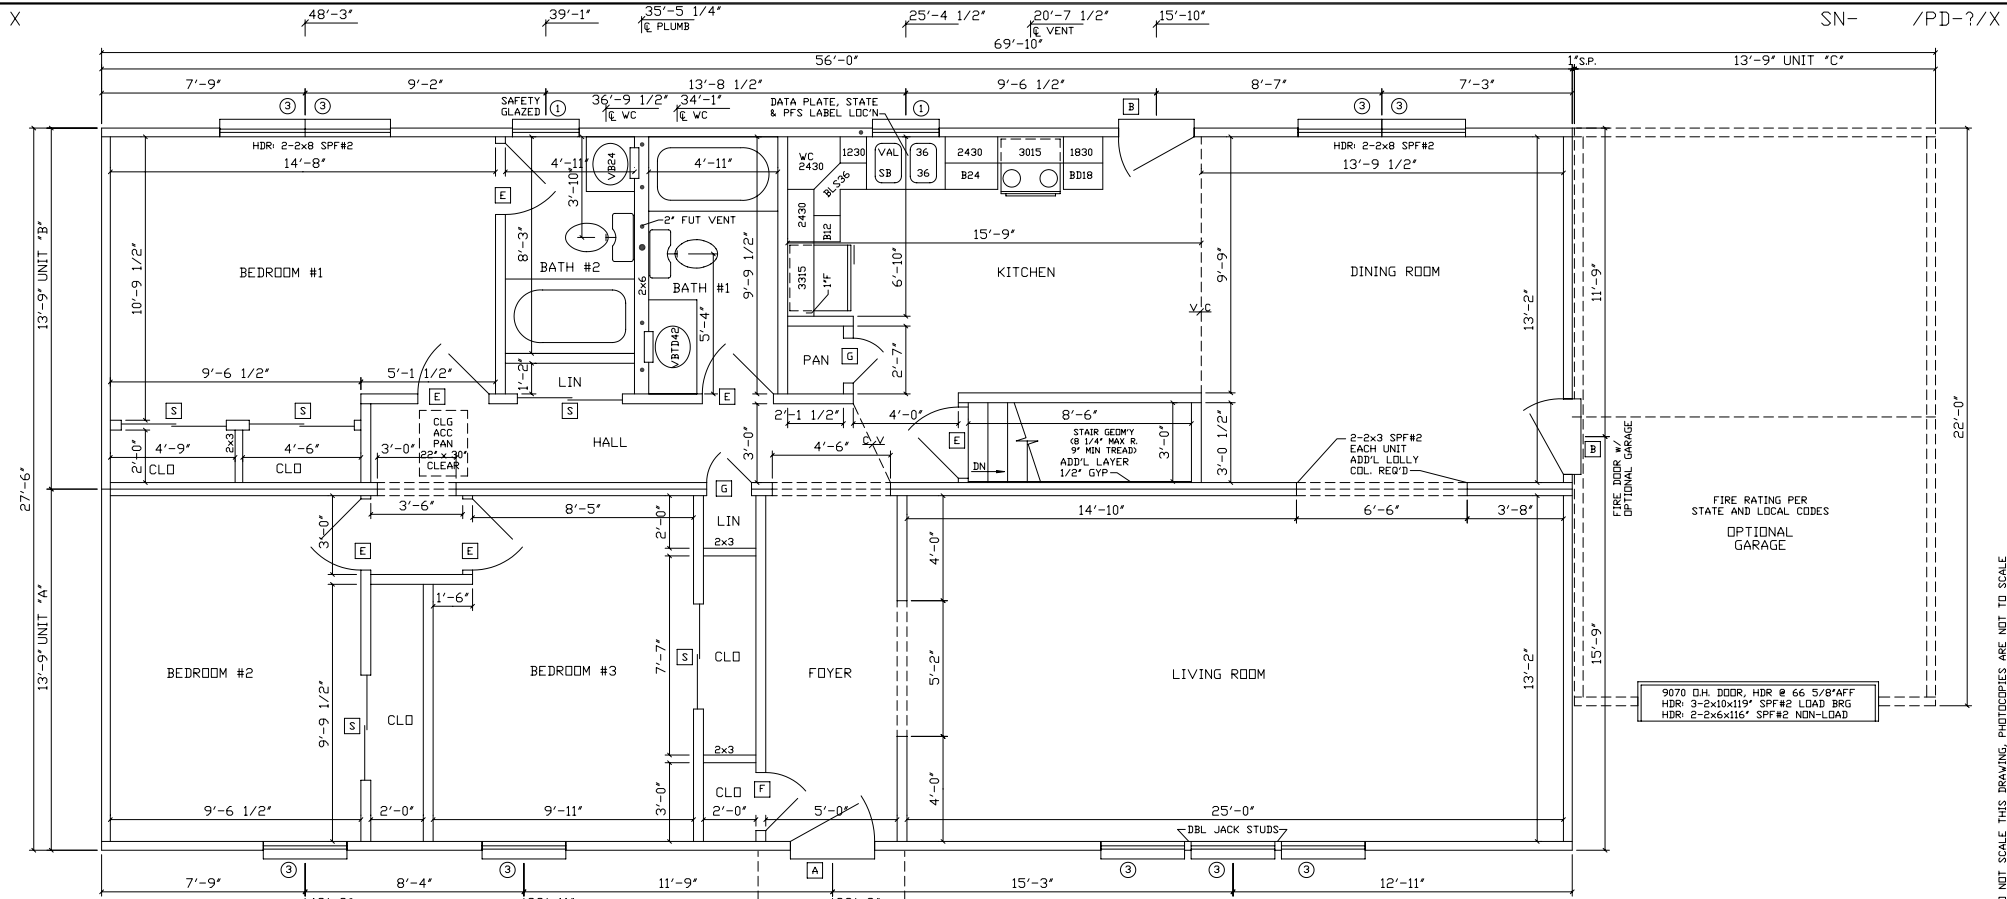 X
48'-3"
39'-1"
35'-5 1/4"
℄ PLUMB
25'-4 1/2"
20'-7 1/2"
℄ VENT
15'-10"
SN- /PD-?/X
69'-10"
56'-0"
1"S.P.
13'-9" UNIT "C"
7'-9"
9'-2"
13'-8 1/2"
9'-6 1/2"
8'-7"
7'-3"
3
3
SAFETY
GLAZED
1
36'-9 1/2"
℄ WC
34'-1"
℄ WC
DATA PLATE, STATE
& PFS LABEL LOC'N
1
B
3
3
HDR: 2-2x8 SPF#2
HDR: 2-2x8 SPF#2
14'-8"
4'-11"
VB24
4'-11"
WC
2430
1230
VAL
SB
36
36
2430
B24
3015
1830
BD18
13'-9 1/2"
3'-10"
E
BLS36
2430
B12
2" FUT VENT
15'-9"
13'-9" UNIT "B"
10'-9 1/2"
BEDROOM #1
8'-3"
BATH #2
2x6
BATH #1
9'-9 1/2"
5'-4"
VBTD42
3315
1"F
6'-10"
KITCHEN
9'-9"
V C
DINING ROOM
13'-2"
11'-9"
22'-0"
PAN
G
2'-7"
9'-6 1/2"
5'-1 1/2"
1'-2"
LIN
S
S
E
S
E
CLG
ACC
PAN
22" x 30"
CLEAR
HALL
3'-0"
2'-1 1/2"
4'-0"
C V
4'-6"
E
8'-6"
STAIR GEOM'Y
(8 1/4" MAX R.
9" MIN TREAD)
ADD'L LAYER
1/2" GYP
DN
3'-0"
3'-0 1/2"
2-2x3 SPF#2
EACH UNIT
ADD'L LOLLY
COL. REQ'D
B
FIRE DOOR w/
OPTIONAL GARAGE
2'-0"
4'-9"
CLO
2x3
4'-6"
CLO
3'-0"
27'-6"
G
3'-6"
8'-5"
2'-0"
LIN
2x3
14'-10"
6'-6"
3'-8"
FIRE RATING PER
STATE AND LOCAL CODES
OPTIONAL
GARAGE
3'-0"
E
E
4'-0"
1'-6"
13'-9" UNIT "A"
BEDROOM #2
9'-9 1/2"
S
CLO
BEDROOM #3
7'-7"
S
CLO
FOYER
5'-2"
LIVING ROOM
13'-2"
15'-9"
9070 O.H. DOOR, HDR @ 66 5/8"AFF
HDR: 3-2x10x119" SPF#2 LOAD BRG
HDR: 2-2x6x116" SPF#2 NON-LOAD
2x3
3'-0"
CLO
F
4'-0"
9'-6 1/2"
2'-0"
9'-11"
2'-0"
5'-0"
25'-0"
DBL JACK STUDS
3
3
A
3
3
3
7'-9"
8'-4"
11'-9"
15'-3"
12'-11"
NOT SCALE THIS DRAWING, PHOTOCOPIES ARE NOT TO SCALE